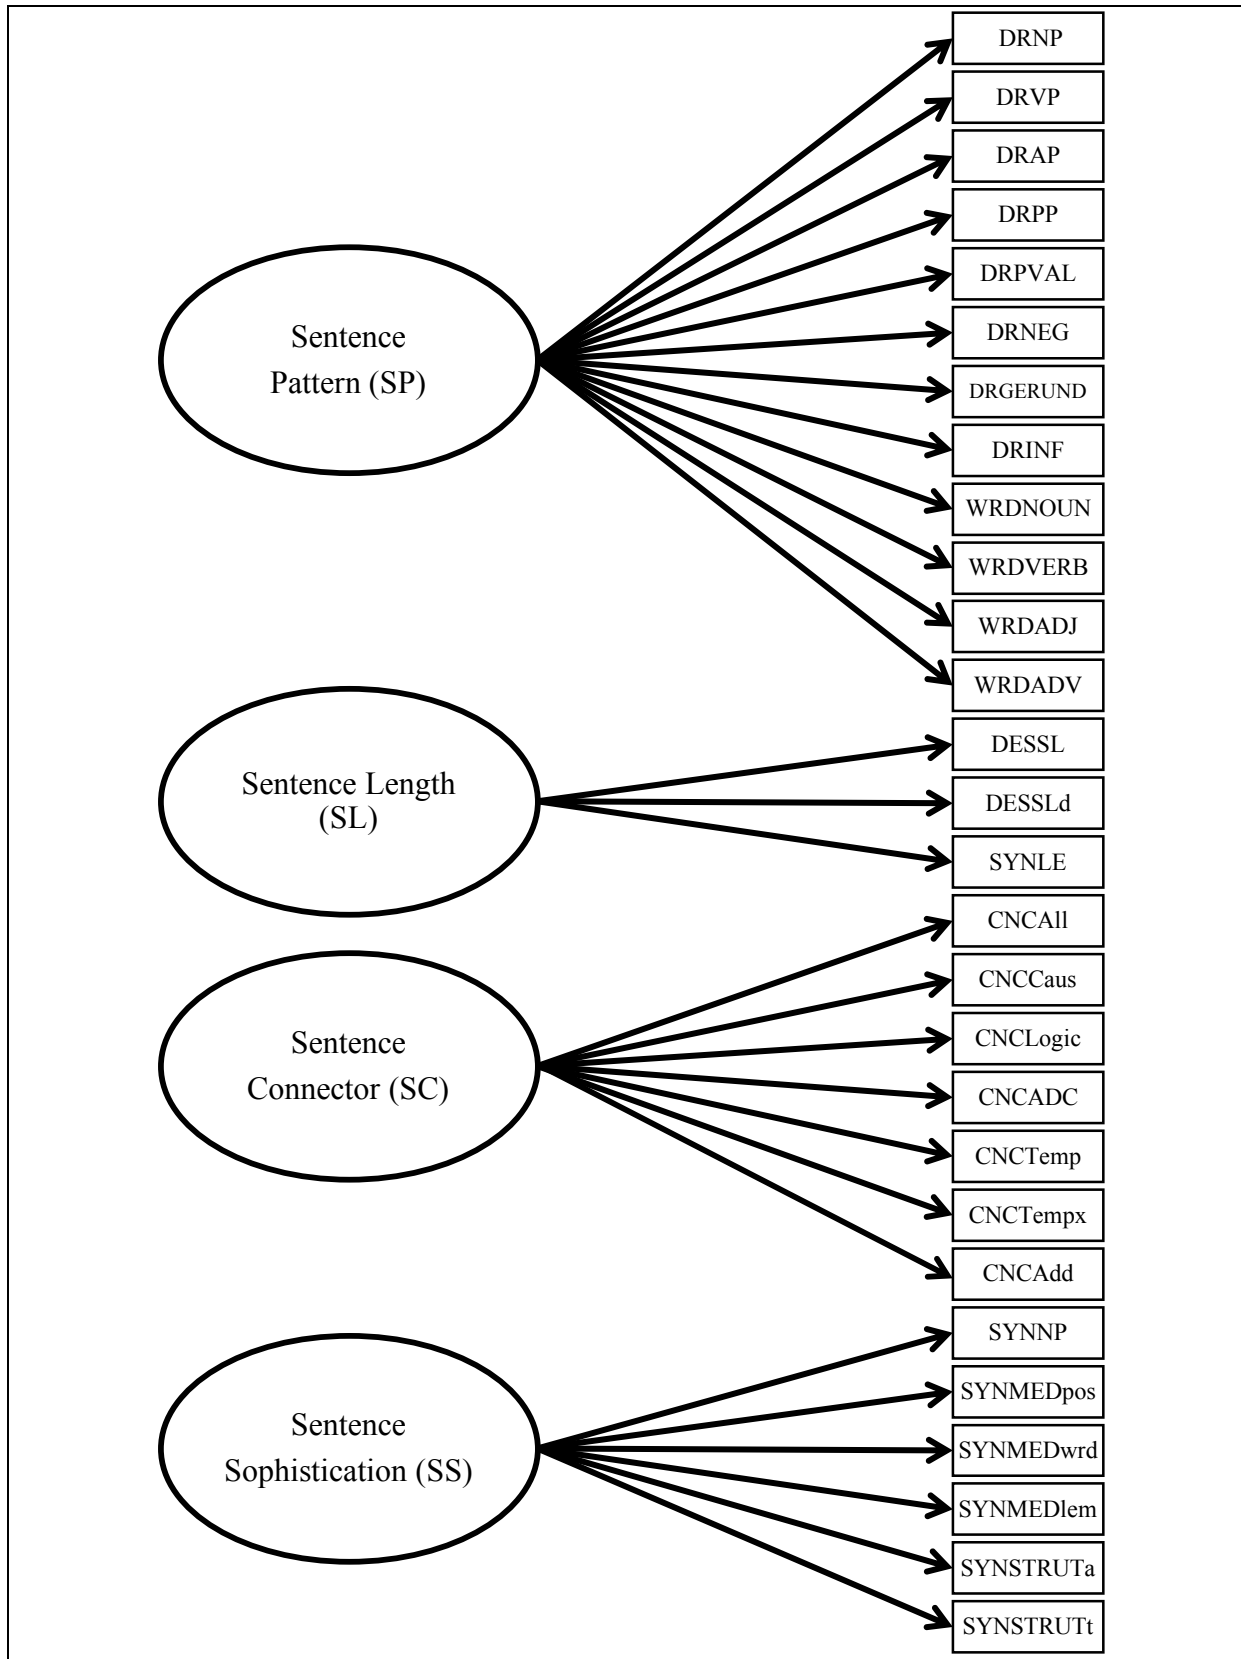 DRNP
DRVP
DRAP
DRPP
DRPVAL
DRNEG
DRGERUND
DRINF
WRDNOUN
WRDVERB
WRDADJ
WRDADV
Sentence
Pattern (SP)
DESSL
DESSLd
SYNLE
Sentence Length
(SL)
CNCAll
CNCCaus
CNCLogic
CNCADC
CNCTemp
CNCTempx
CNCAdd
Sentence
Connector (SC)
SYNNP
SYNMEDpos
SYNMEDwrd
SYNMEDlem
SYNSTRUTa
SYNSTRUTt
Sentence
Sophistication (SS)